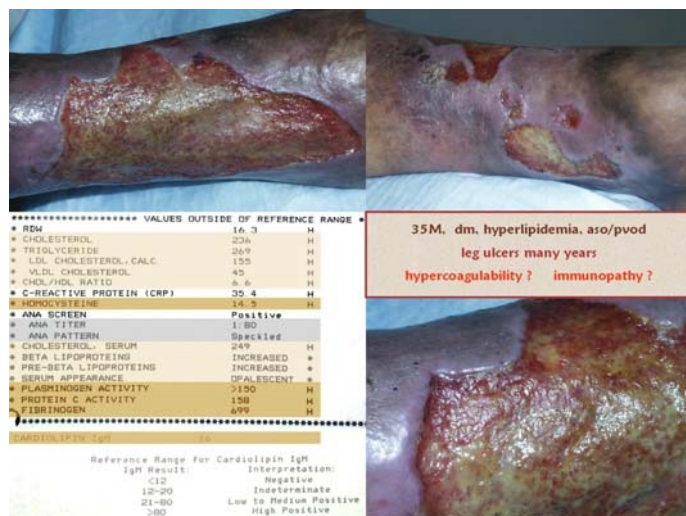 ****************** VALUES OUTSIDE OF REFERENCE RANGE *
* RDW 16.3 H
* CHOLESTEROL 236 H
* TRIGLYCERIDE 269 H
* LDL CHOLESTEROL,CALC. 155 H
* VLDL CHOLESTEROL 45 H
* CHOL/HDL RATIO 6.6 H
* C-REACTIVE PROTEIN (CRP) 35.4 H
* HOMOCYSTEINE 14.5 H
* ANA SCREEN Positive
* ANA TITER 1:80
* ANA PATTERN Speckled
* CHOLESTEROL, SERUM 249 H
* BETA LIPOPROTEINS INCREASED *
* PRE-BETA LIPOPROTEINS INCREASED *
* SERUM APPEARANCE OPALESCENT *
* PLASMINOGEN ACTIVITY >150 H
* PROTEIN C ACTIVITY 158 H
* FIBRINOGEN 699 H
CARDIOLIPIN IgM 16
Reference Range for Cardiolipin IgM
IgM Result: Interpretation:
<12 Negative
12-20 Indeterminate
21-80 Low to Medium Positive
>80 High Positive
35M, dm, hyperlipidemia, aso/pvod
leg ulcers many years
hypercoagulability ? immunopathy ?